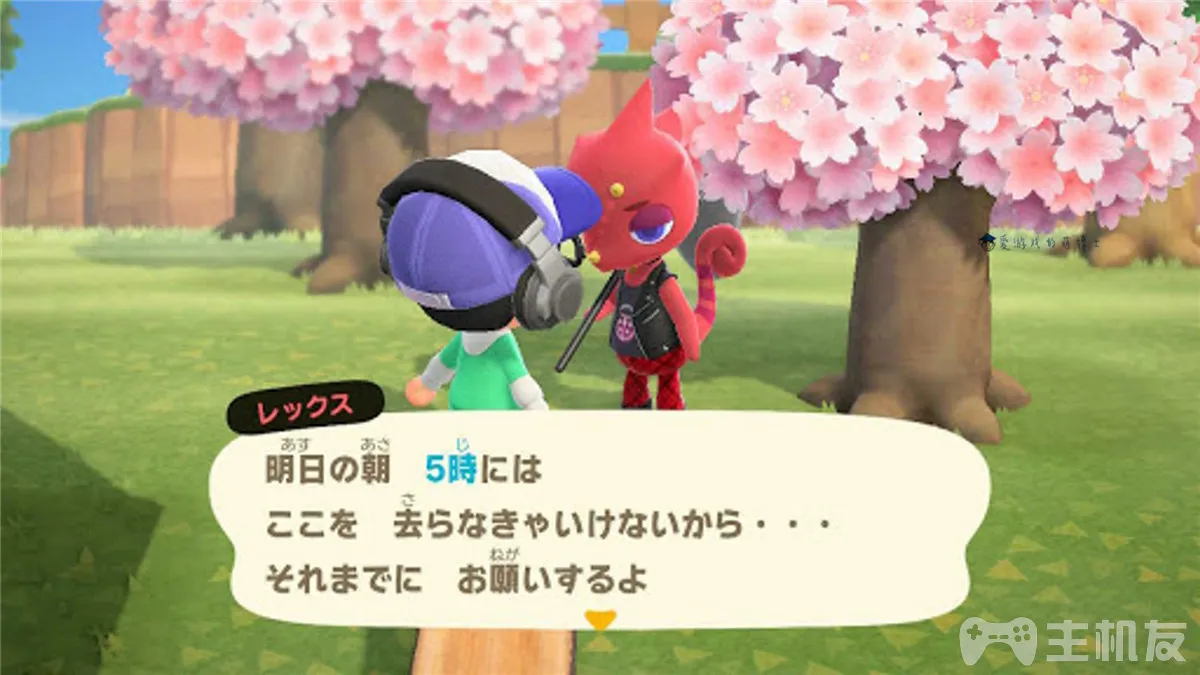 レックス
明日の朝　5時には
ここを　去らなきゃいけないから・・・
それまでに　お願いするよ
主机友